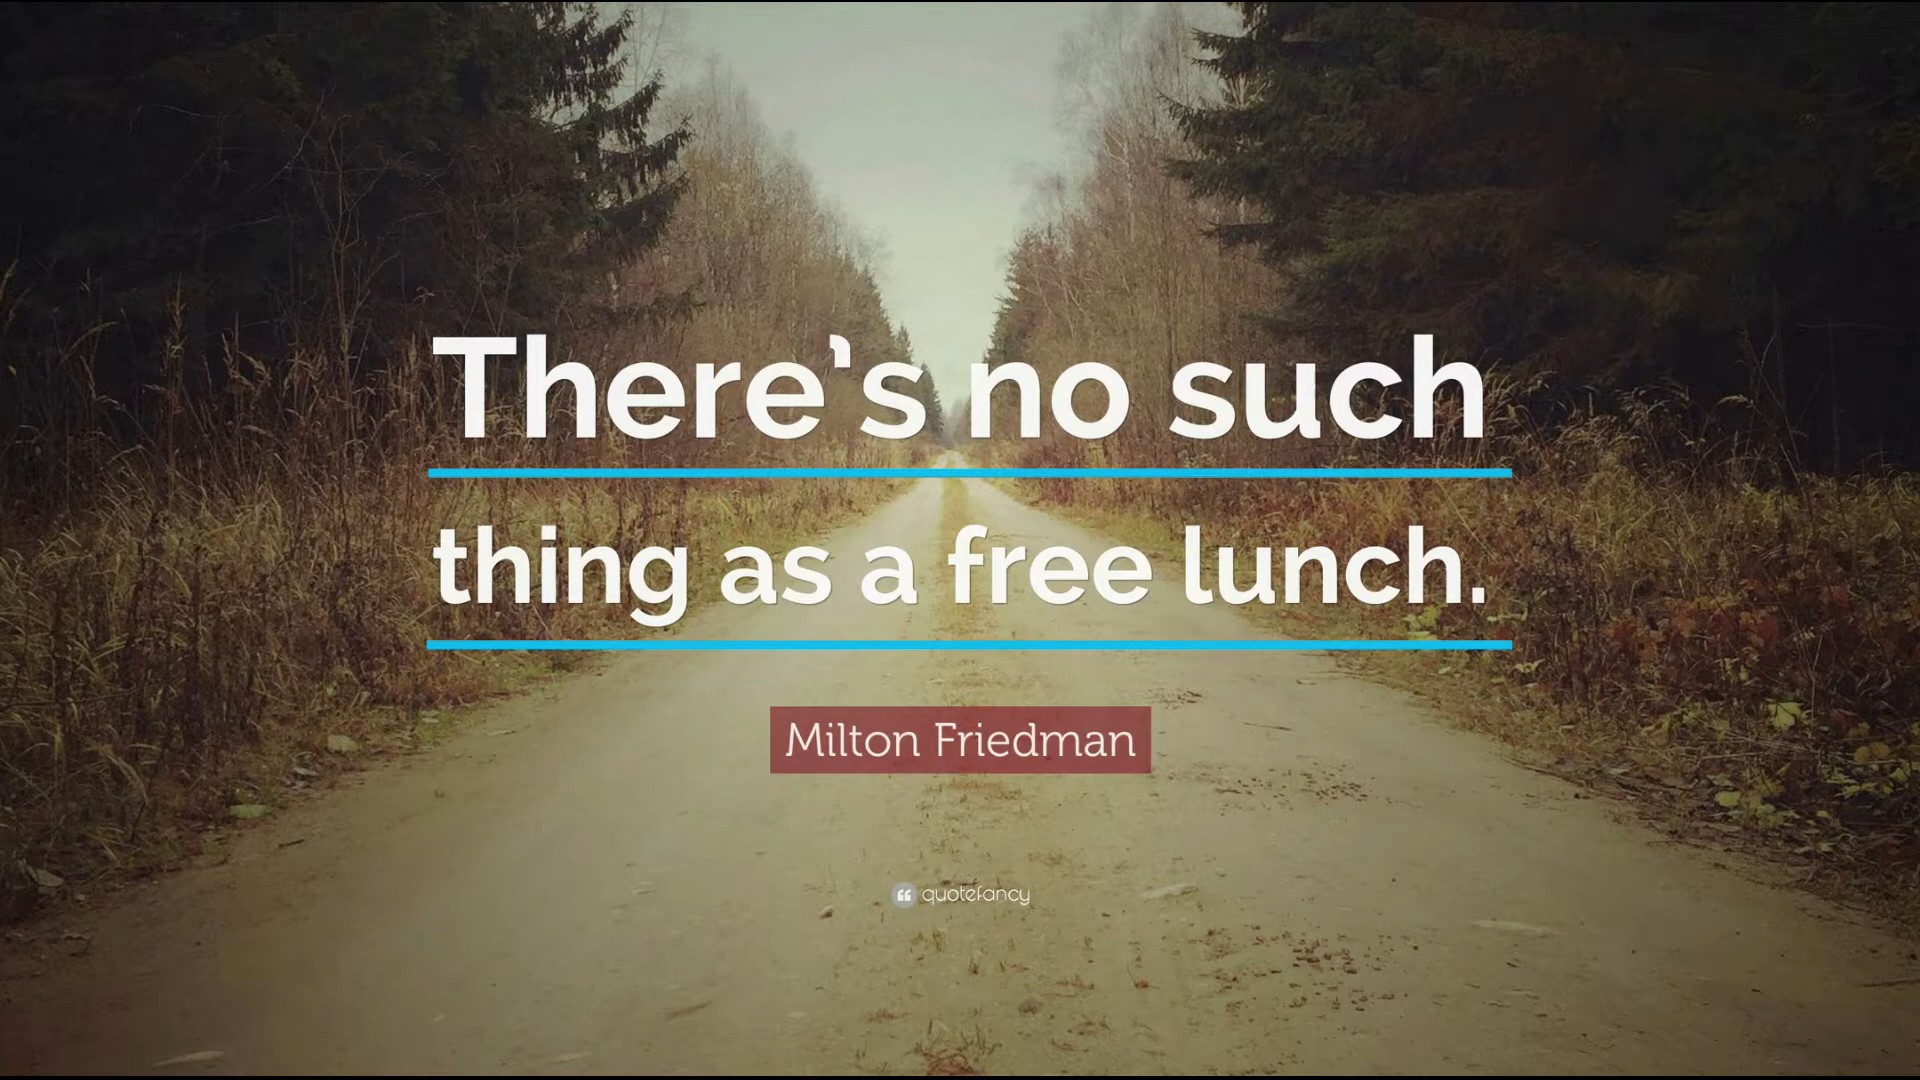 There's no such
thing as a free lunch.
Milton Friedman
quotefancy